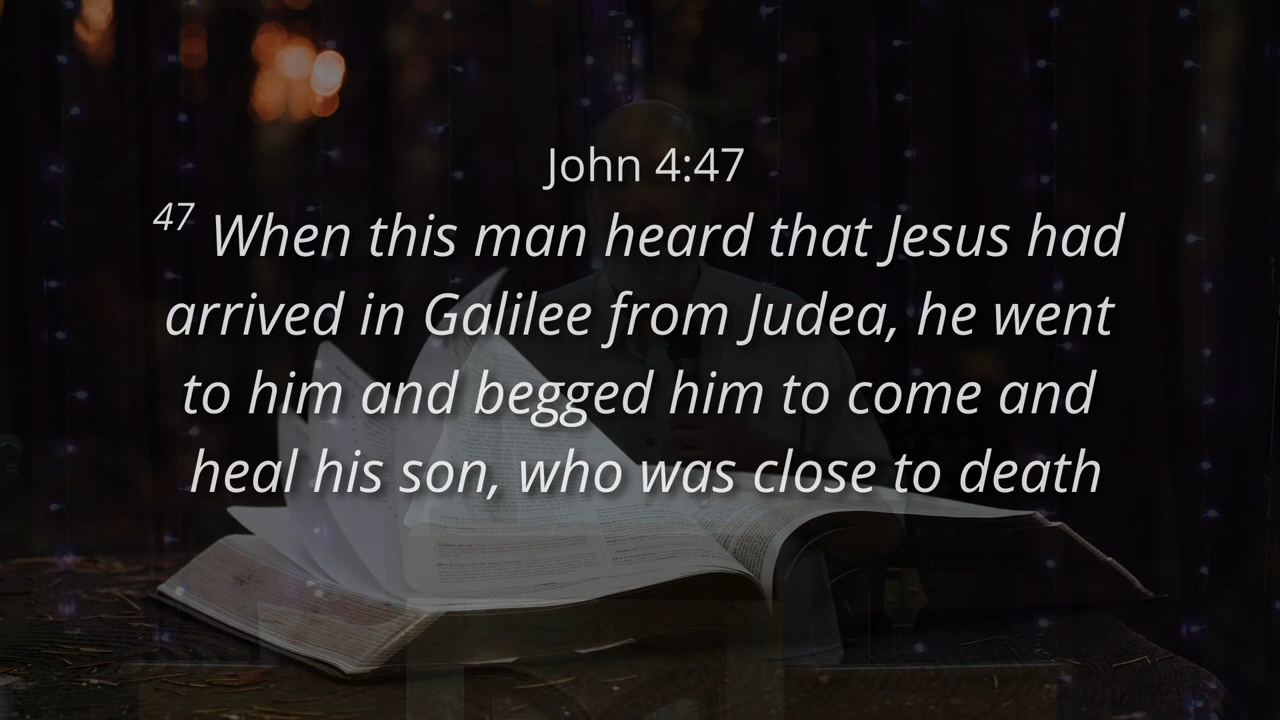 John 4:47
47 When this man heard that Jesus had
arrived in Galilee from Judea, he went
to him and begged him to come and
heal his son, who was close to death